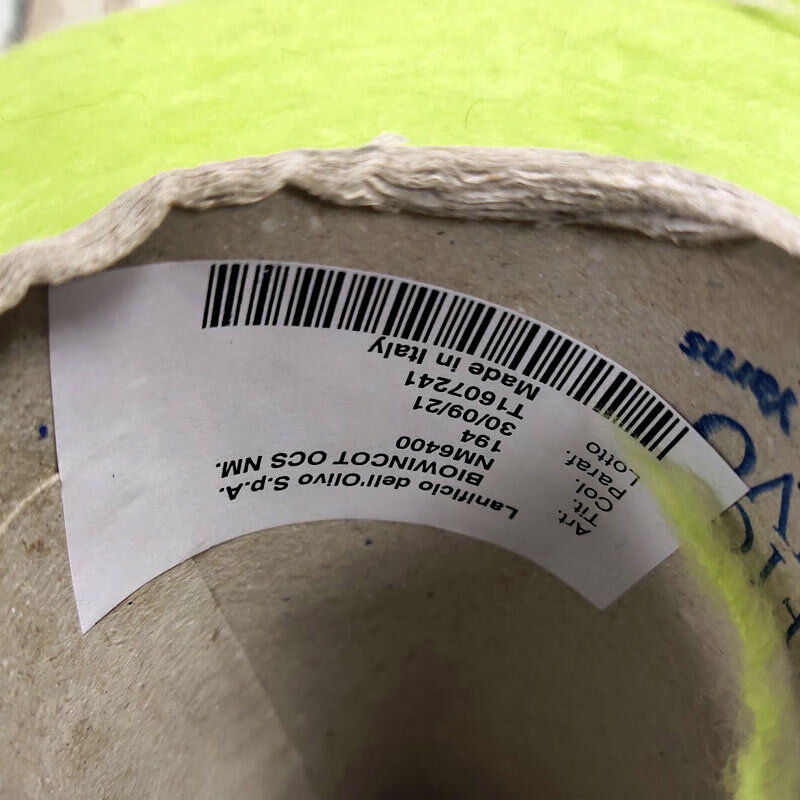 Lanificio dell'Olivo S.p.A.
Art. BIOWINCOT OCS NM.
Tit. NM6400
Col. 194
Paraf. 30/09/21
Lotto T1607241
Made in Italy
Yarns